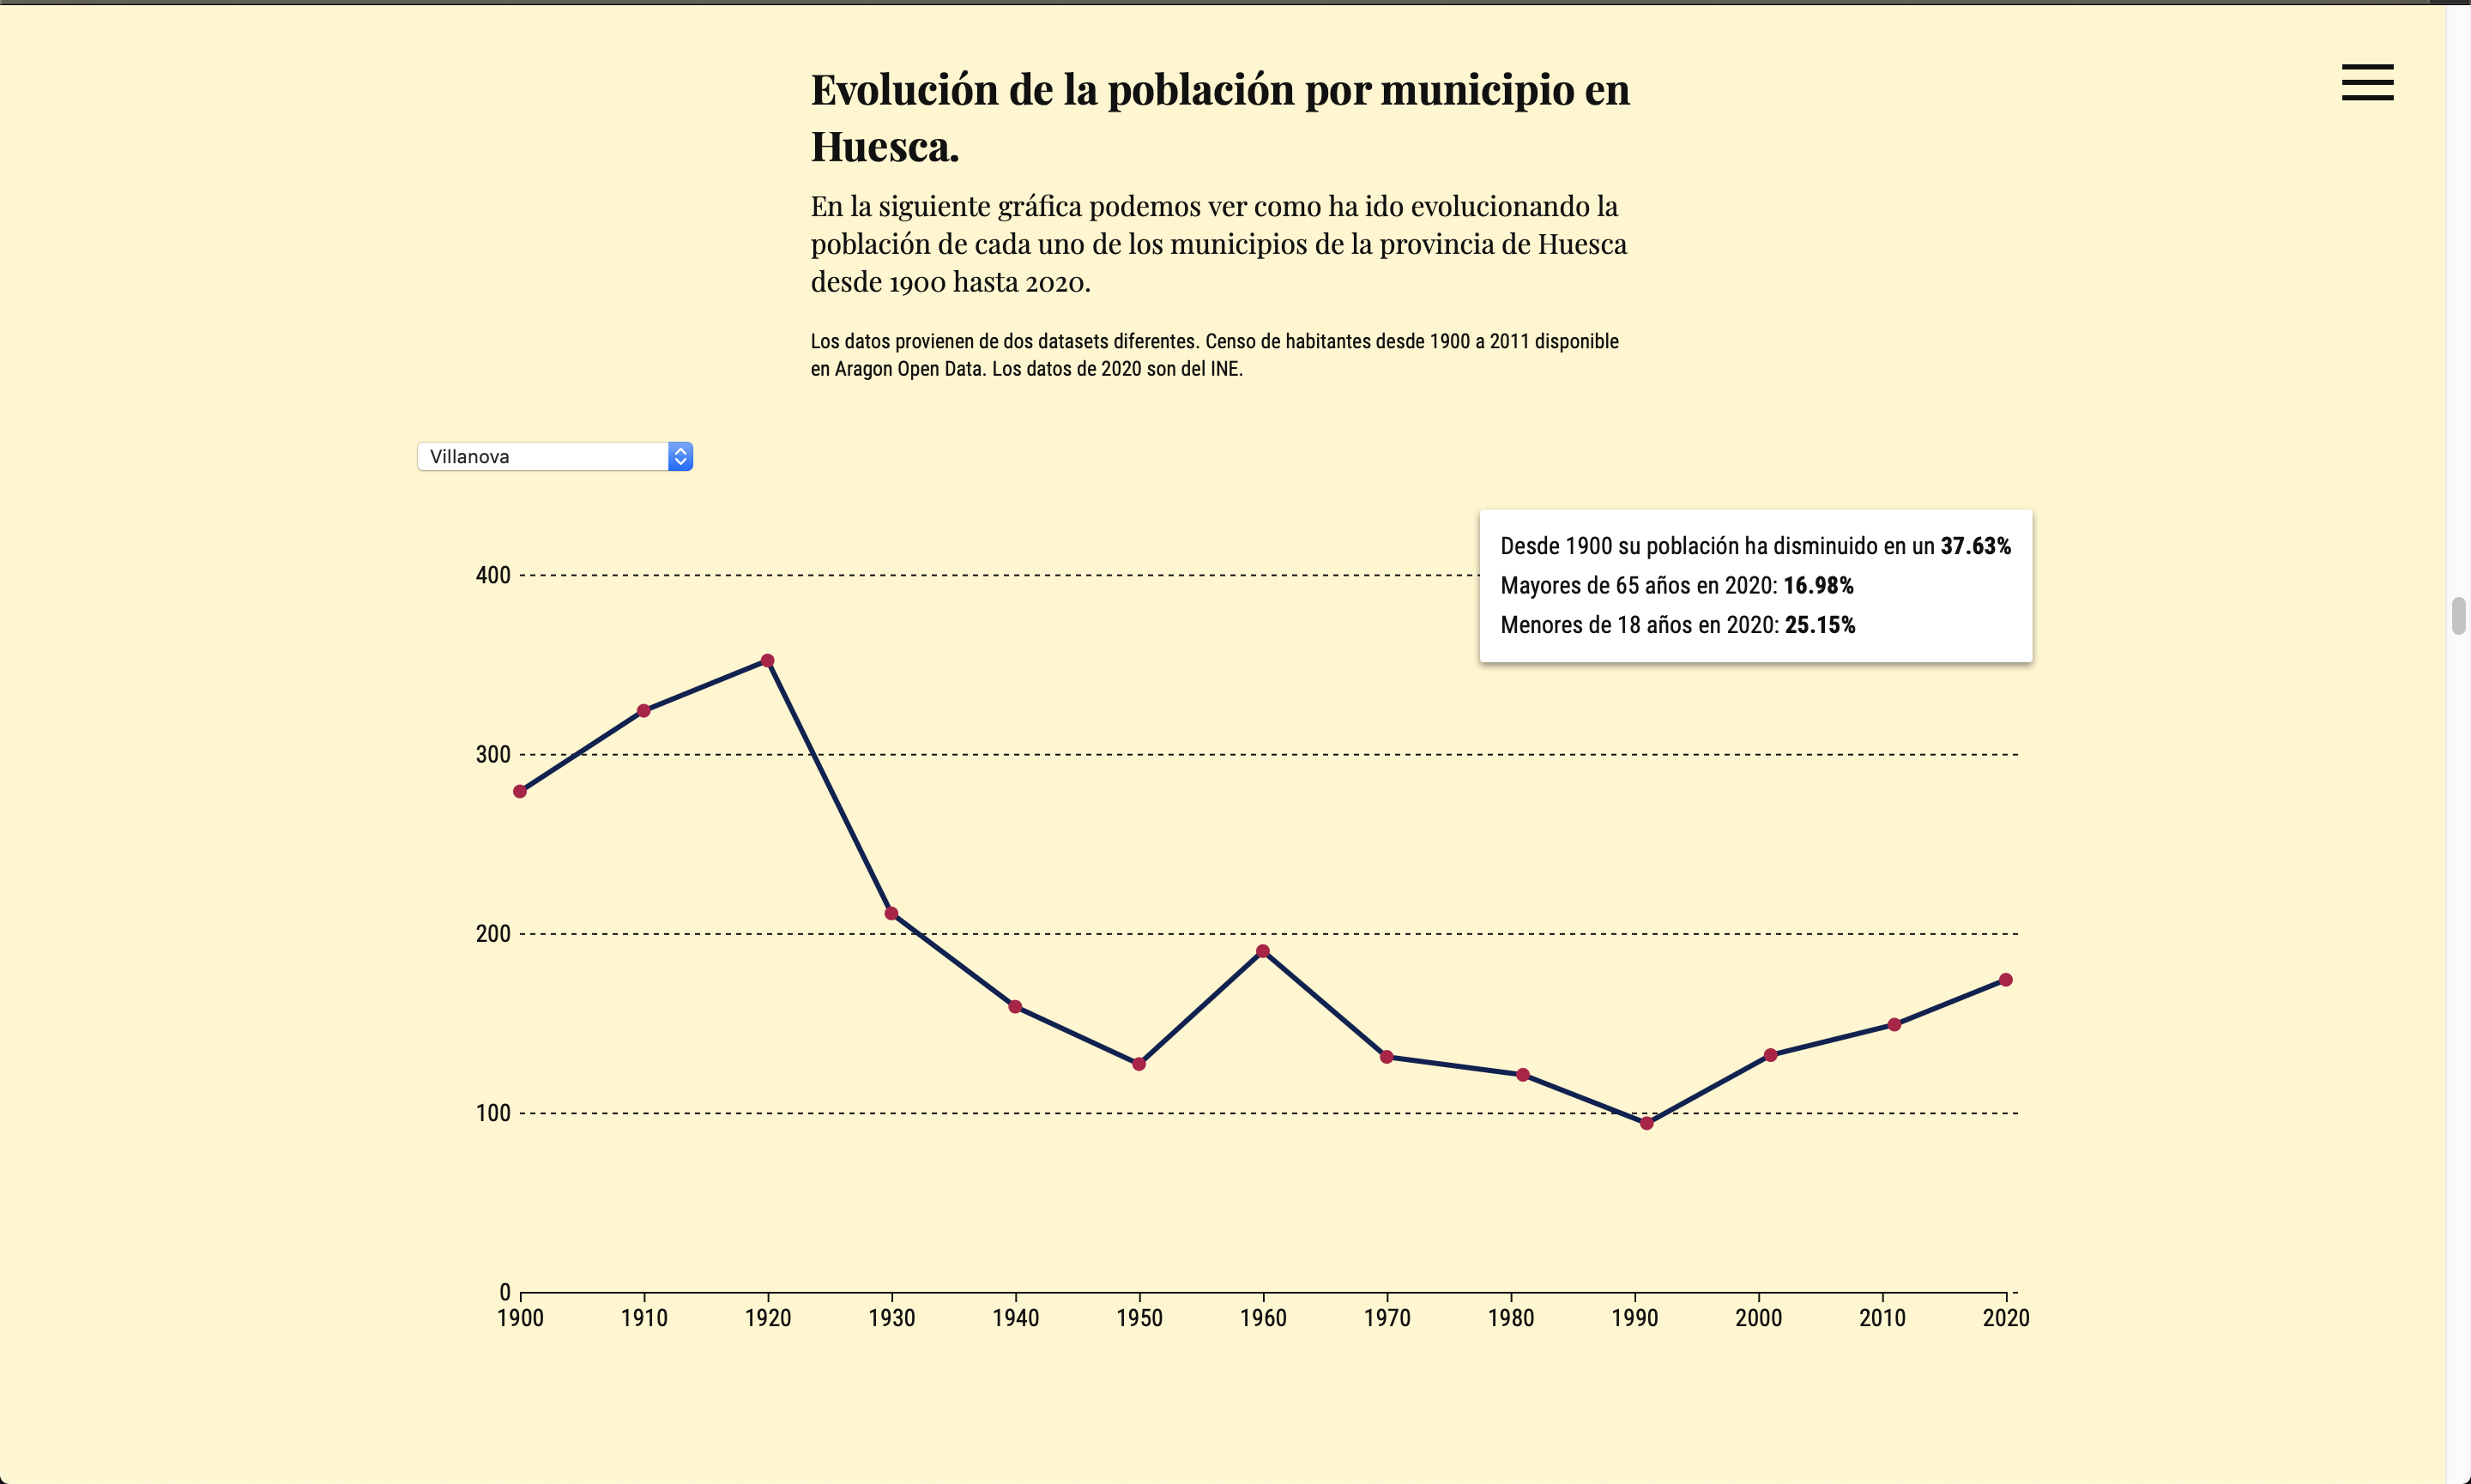 Evolución de la población por municipio en
Huesca.
En la siguiente gráfica podemos ver como ha ido evolucionando la
población de cada uno de los municipios de la provincia de Huesca
desde 1900 hasta 2020.
Los datos provienen de dos datasets diferentes. Censo de habitantes desde 1900 a 2011 disponible
en Aragon Open Data. Los datos de 2020 son del INE.
Villanova
Desde 1900 su población ha disminuido en un 37.63%
Mayores de 65 años en 2020: 16.98%
Menores de 18 años en 2020: 25.15%
400
300
200
100
0
1900 1910 1920 1930 1940 1950 1960 1970 1980 1990 2000 2010 2020